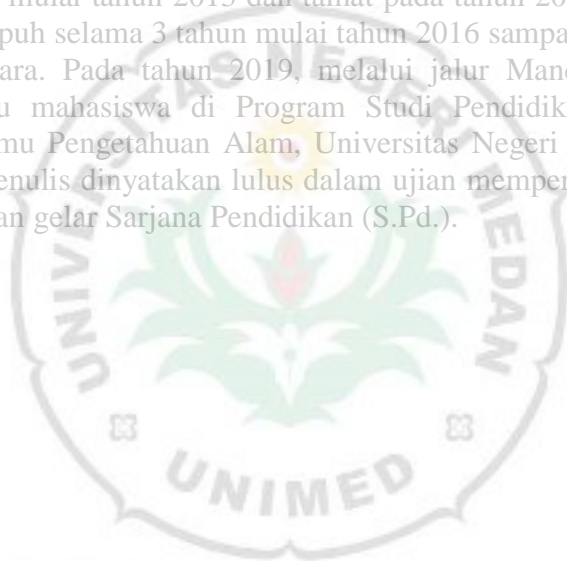 mulai tahun 2013 dan tamat pada tahun 20
puh selama 3 tahun mulai tahun 2016 sampa
ara. Pada tahun 2019, melalui jalur Mand
u mahasiswa di Program Studi Pendidik
mu Pengetahuan Alam, Universitas Negeri
enulis dinyatakan lulus dalam ujian memper
an gelar Sarjana Pendidikan (S.Pd.).
UNIVERSITAS NEGERI MEDAN
UNIMED